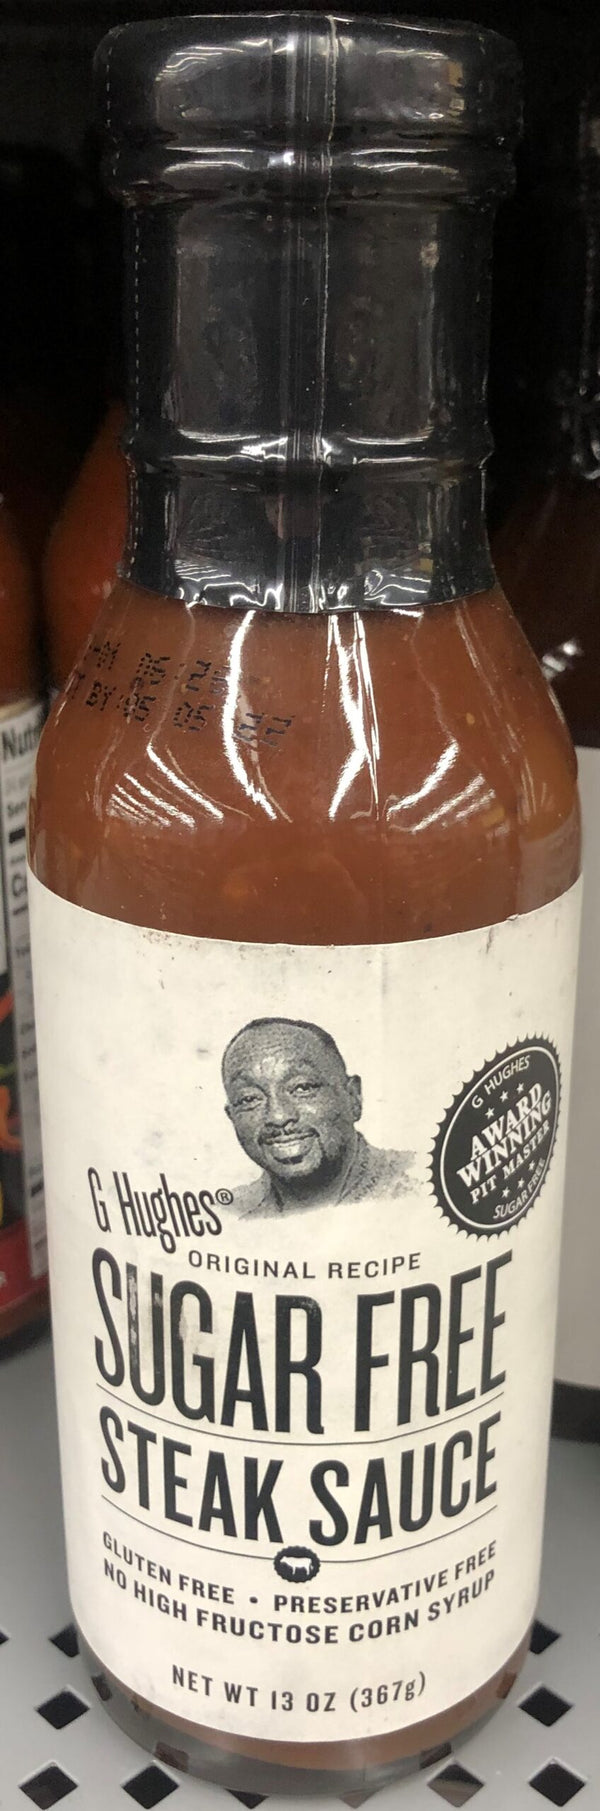 G Hughes®
ORIGINAL RECIPE
SUGAR FREE
STEAK SAUCE
GLUTEN FREE • PRESERVATIVE FREE
NO HIGH FRUCTOSE CORN SYRUP
NET WT 13 OZ (367g)
G HUGHES
AWARD
WINNING
PIT MASTER
SUGAR FREE